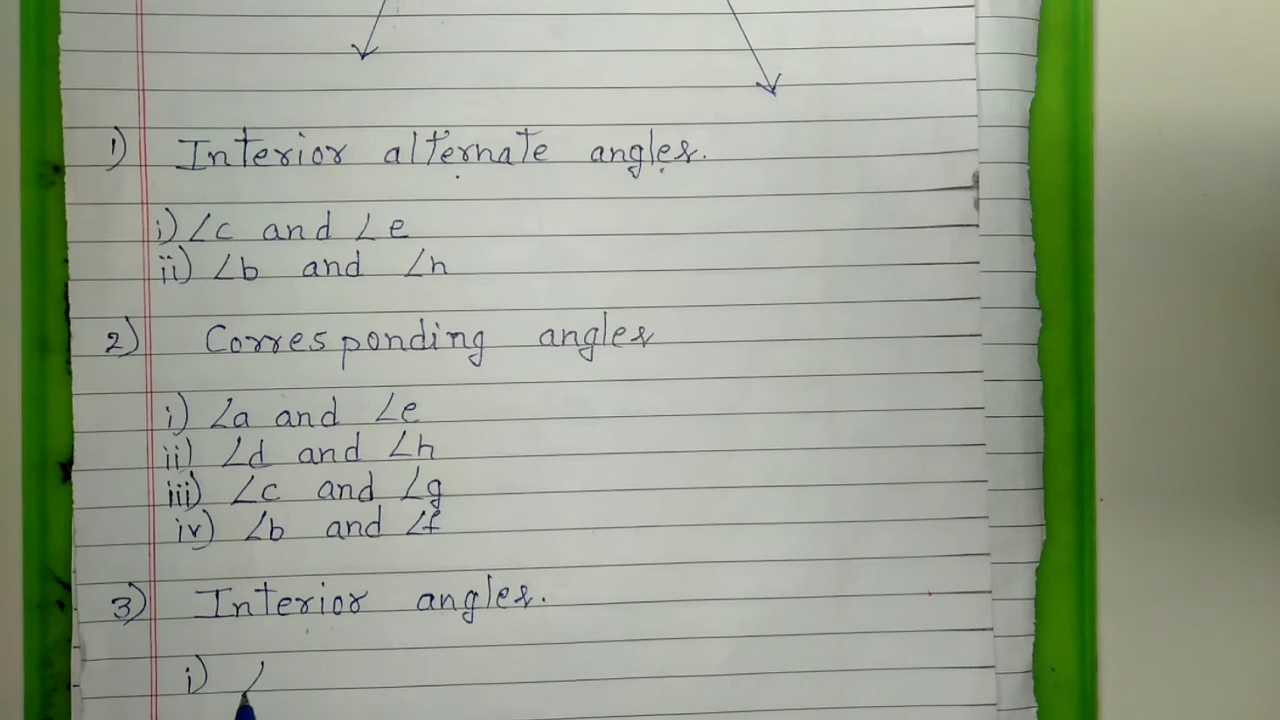 1) Interior alternate angles.
i) ∠c and ∠e
ii) ∠b and ∠h
2) Corresponding angles
i) ∠a and ∠e
ii) ∠d and ∠h
iii) ∠c and ∠g
iv) ∠b and ∠f
3) Interior angles.
i) ∠